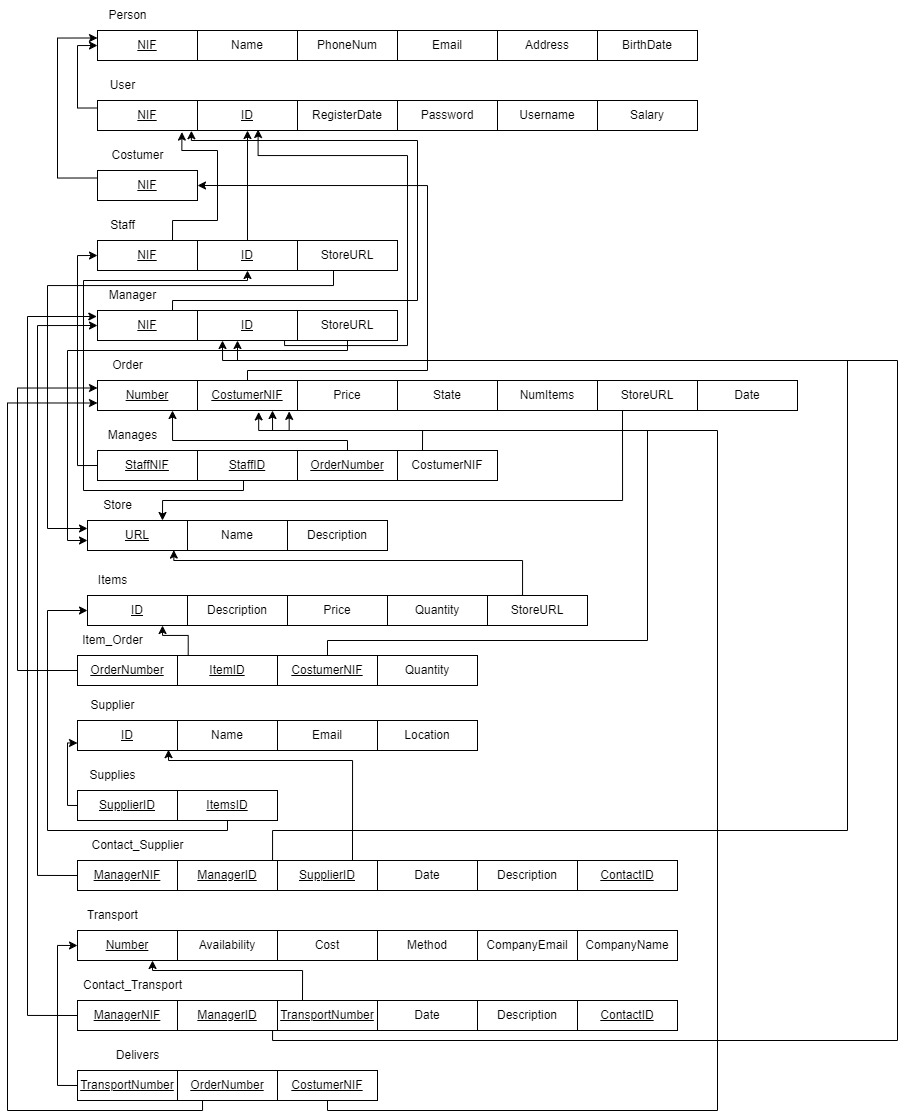 Person
NIF Name PhoneNum Email Address BirthDate
User
NIF ID RegisterDate Password Username Salary
Costumer
NIF
Staff
NIF ID StoreURL
Manager
NIF ID StoreURL
Order
Number CostumerNIF Price State NumItems StoreURL Date
Manages
StaffNIF StaffID OrderNumber CostumerNIF
Store
URL Name Description
Items
ID Description Price Quantity StoreURL
Item_Order
OrderNumber ItemID CostumerNIF Quantity
Supplier
ID Name Email Location
Supplies
SupplierID ItemsID
Contact_Supplier
ManagerNIF ManagerID SupplierID Date Description ContactID
Transport
Number Availability Cost Method CompanyEmail CompanyName
Contact_Transport
ManagerNIF ManagerID TransportNumber Date Description ContactID
Delivers
TransportNumber OrderNumber CostumerNIF